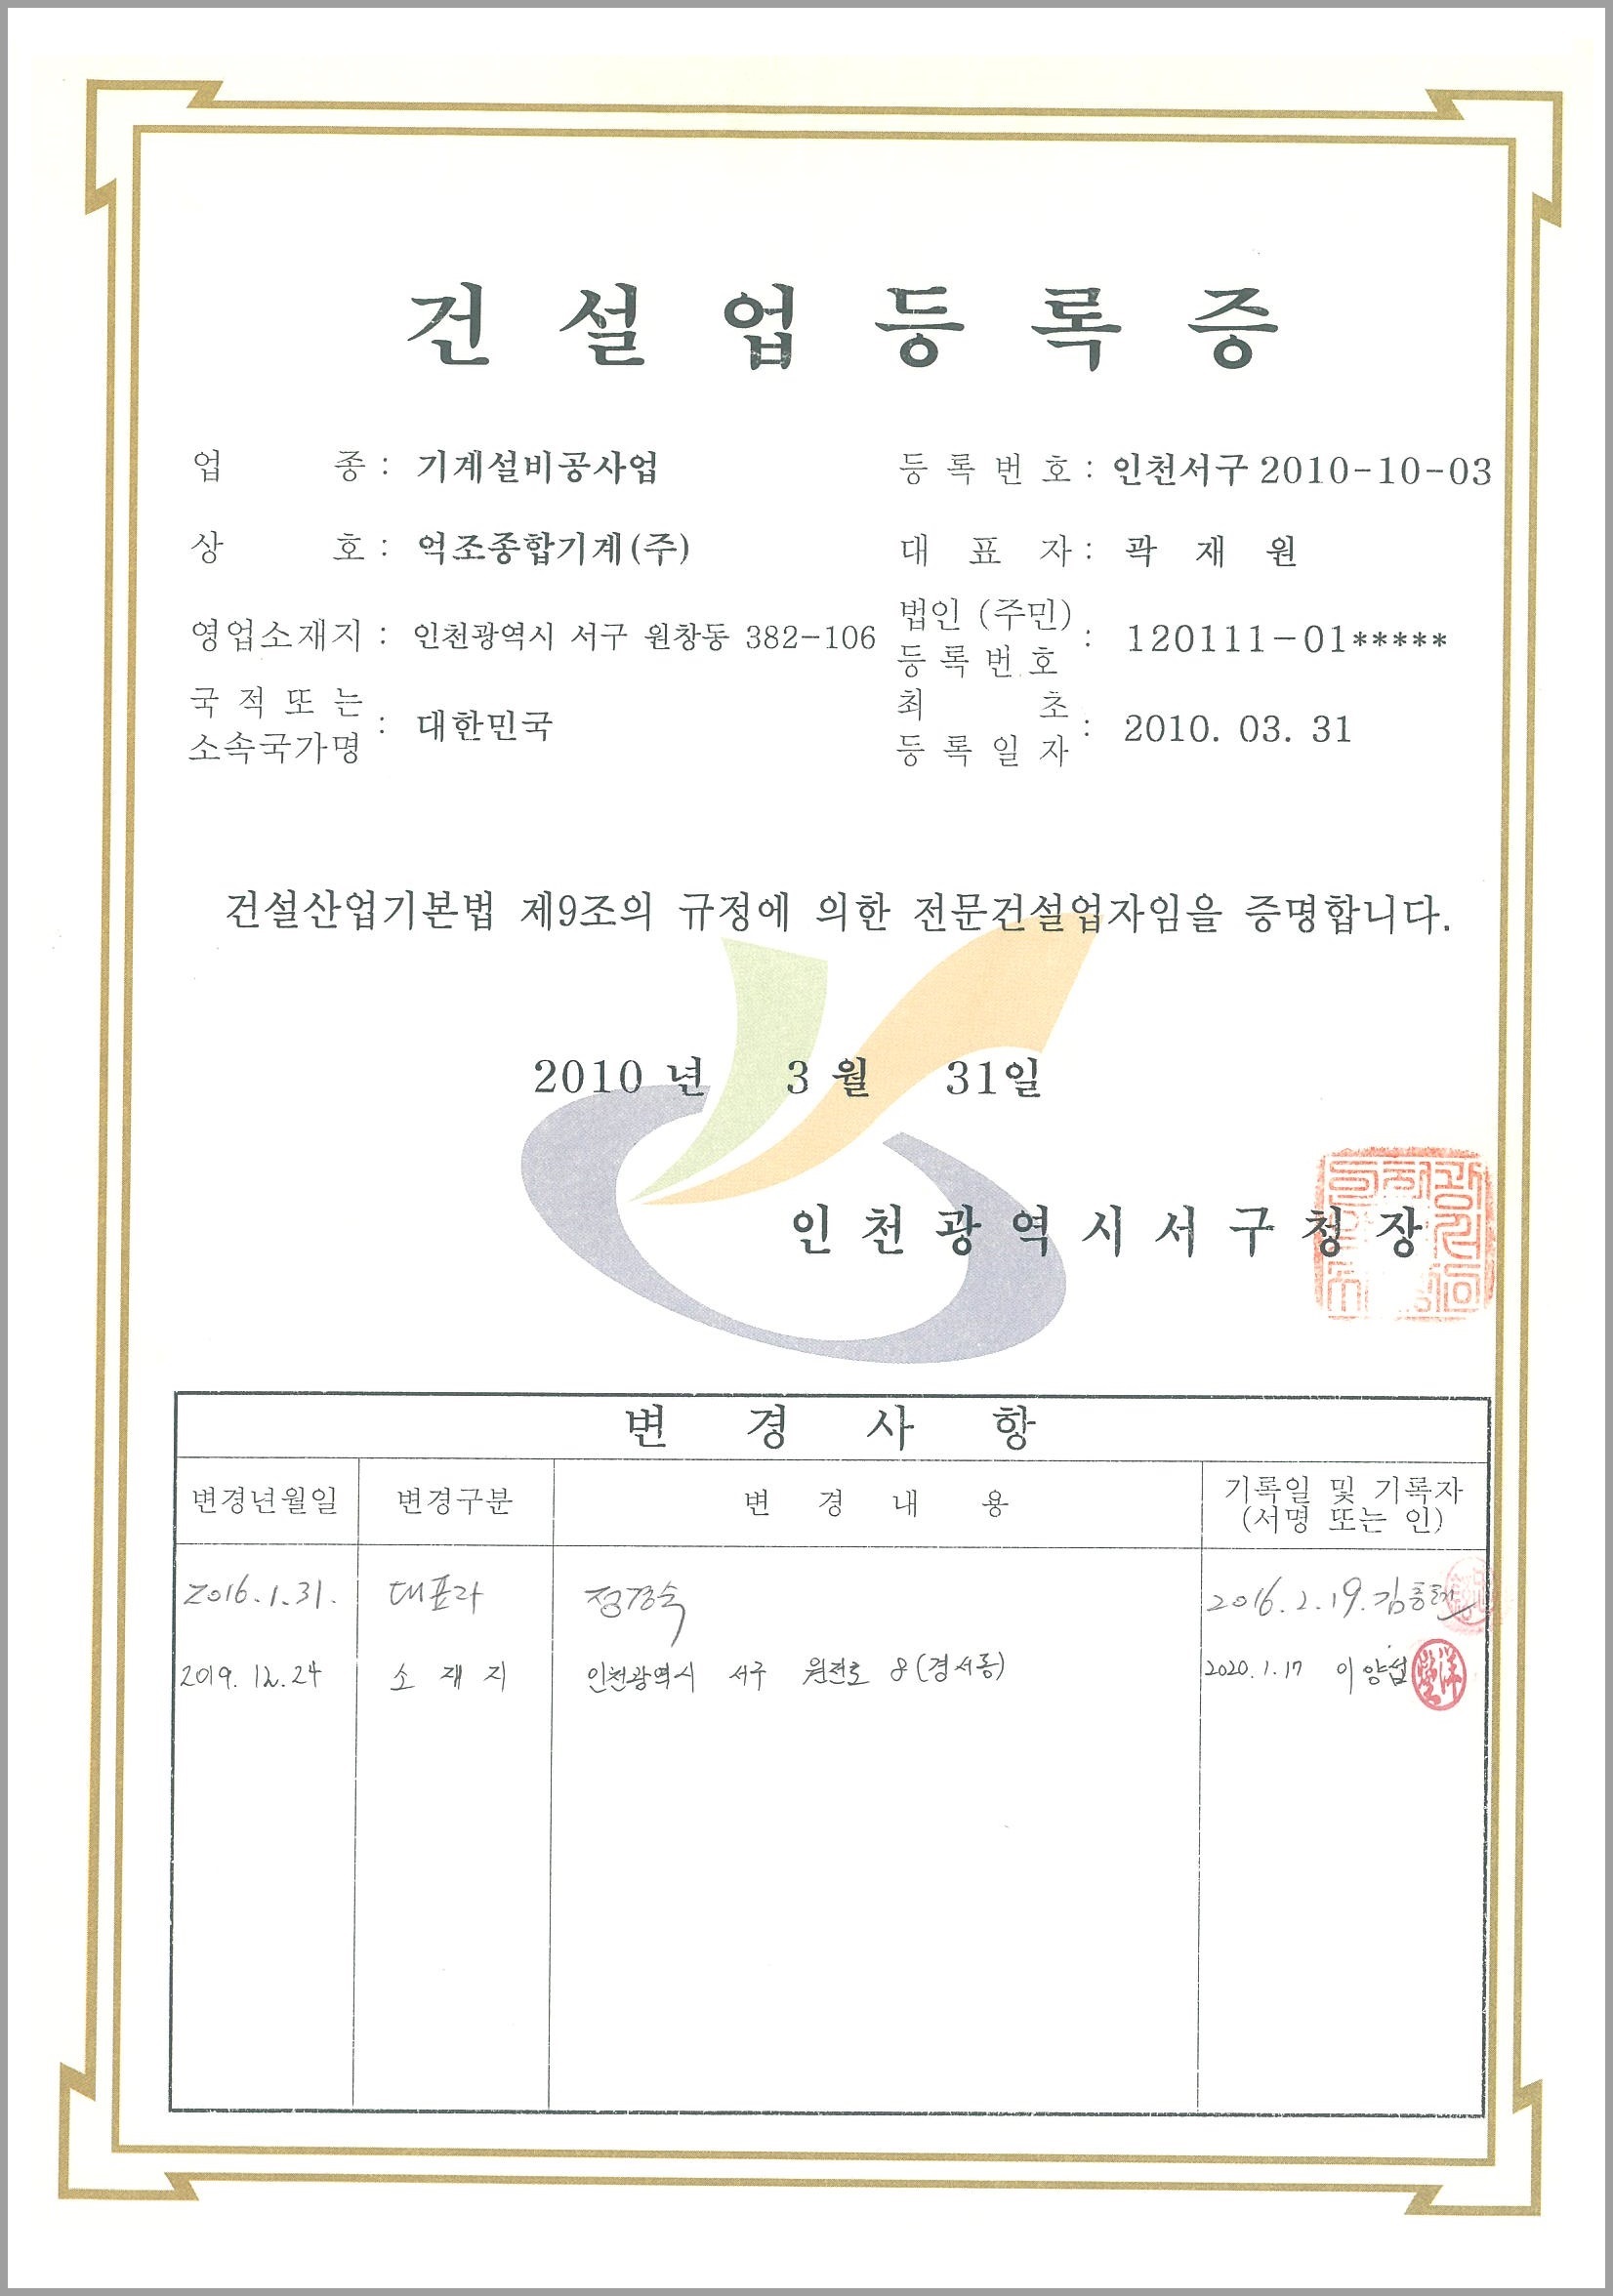 건 설 업 등 록 증
업 종 : 기계설비공사업
등 록 번 호 : 인천서구 2010-10-03
상 호 : 억조종합기계(주)
대 표 자 : 곽 재 원
영업소재지 : 인천광역시 서구 원창동 382-106
법인 (주민)
등 록 번 호 : 120111-01*****
국 적 또 는
소속국가명 : 대한민국
최 초
등 록 일 자 : 2010. 03. 31
건설산업기본법 제9조의 규정에 의한 전문건설업자임을 증명합니다.
2010 년 3 월 31일
인 천 광 역 시 서 구 청 장
변 경 사 항
변경년월일 변경구분 변 경 내 용 기록일 및 기록자
(서명 또는 인)
2016.1.31. 대표자 정경숙 2016.2.19.
2019.12.24 소 재 지 인천광역시 서구 원전로 8(경서동) 2020.1.17 이양섭